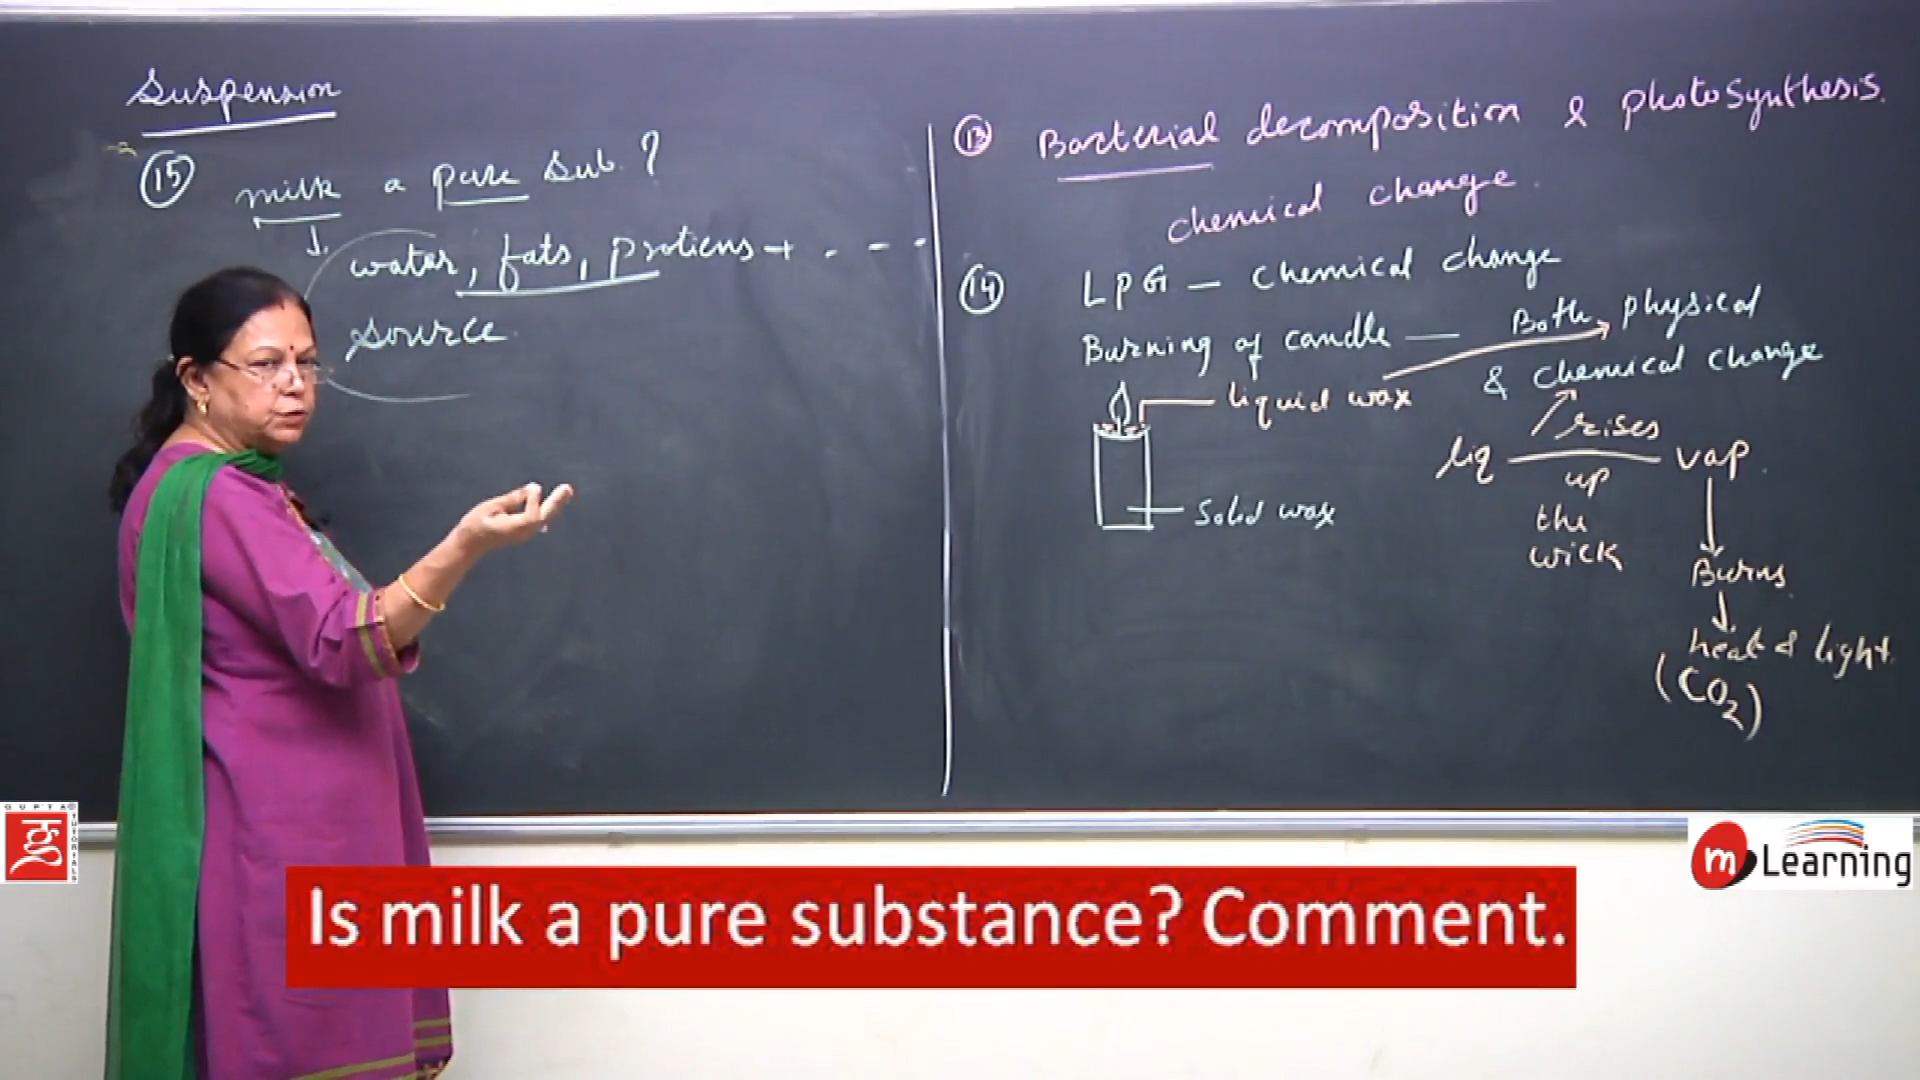 Suspension
15 milk a pure sub. ?
water, fats, protiens + . - - -
source.
13 Bacterial decomposition & photosynthesis.
chemical change.
14 LPG — chemical change
Burning of candle — Both physical
& chemical change
liquid wax
liq rises up the wick vap.
Solid wax
Burns
heat & light.
(CO2)
GUPTA TUTORIALS
m Learning
Is milk a pure substance? Comment.